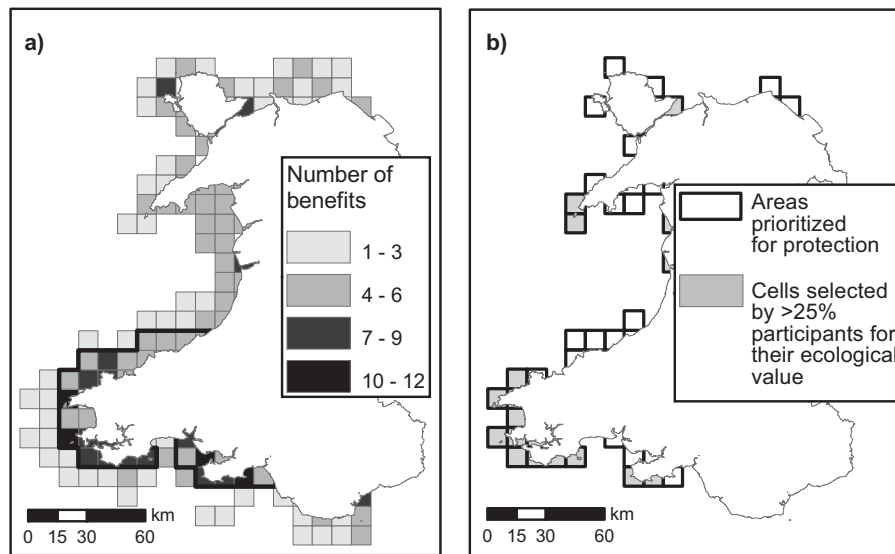 a)
Number of
benefits
1 - 3
4 - 6
7 - 9
10 - 12
km
0 15 30 60
b)
Areas
prioritized
for protection
Cells selected
by >25%
participants for
their ecological
value
km
0 15 30 60